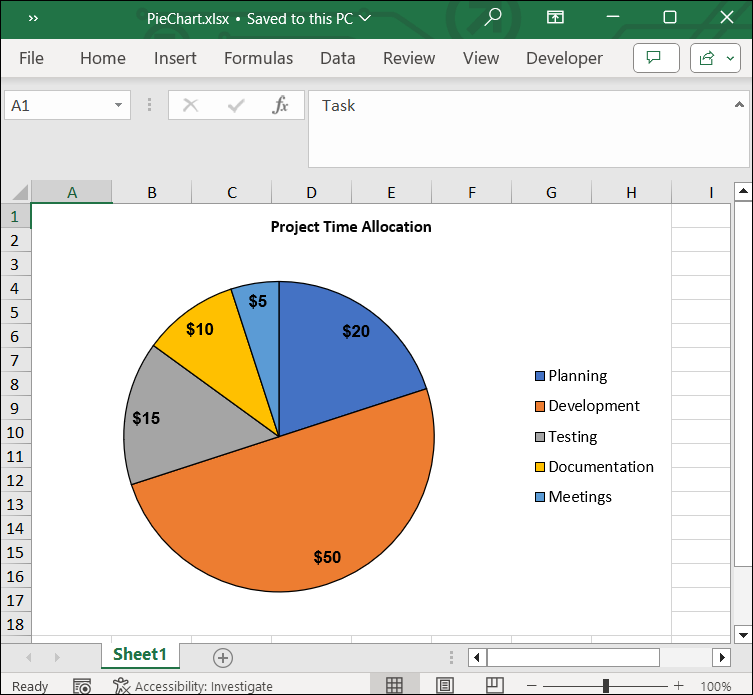 PieChart.xlsx • Saved to this PC
File Home Insert Formulas Data Review View Developer
A1 fx Task
A B C D E F G H I
1
Project Time Allocation
2
3
4
$5
5
$20
$10
6
7
Planning
8
Development
9
$15
10
Testing
11
Documentation
12
Meetings
13
14
15
$50
16
17
18
Sheet1
Ready Accessibility: Investigate 100%